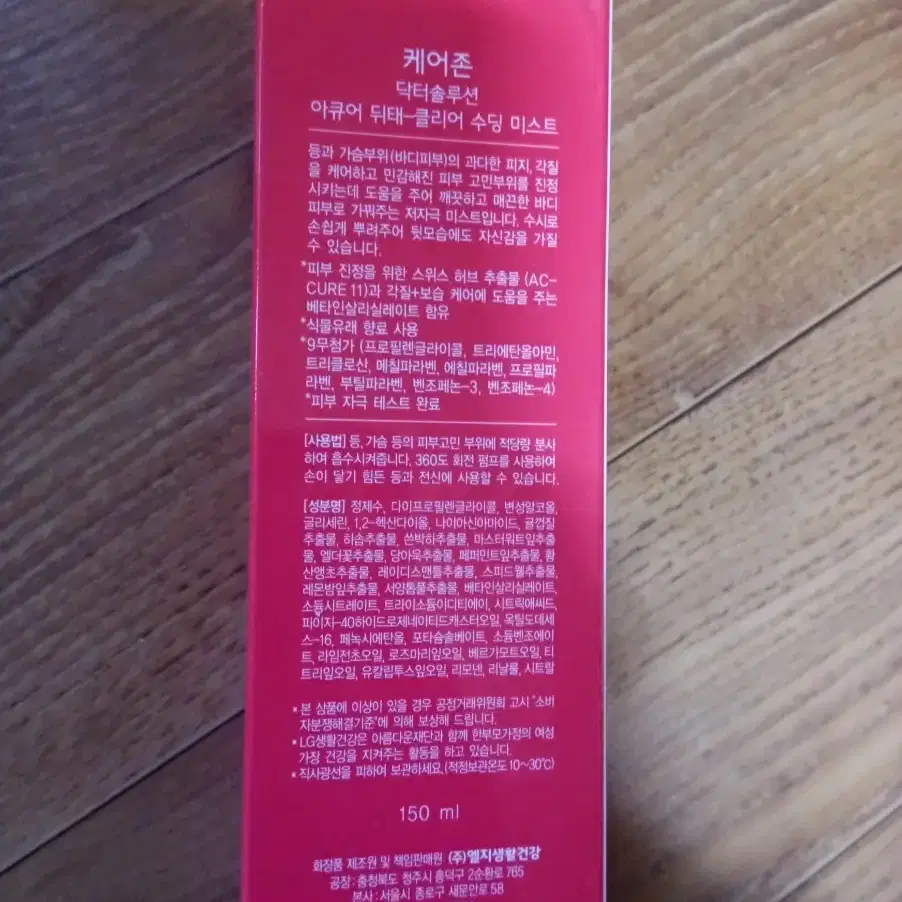 케어존
닥터솔루션
아큐어 뒤태-클리어 수딩 미스트
등과 가슴부위(바디피부)의 과다한 피지, 각질
을 케어하고 민감해진 피부 고민부위를 진정
시키는데 도움을 주어 깨끗하고 매끈한 바디
피부로 가꿔주는 저자극 미스트입니다. 수시로
손쉽게 뿌려주어 뒷모습에도 자신감을 가질
수 있습니다.
*피부 진정을 위한 스위스 허브 추출물 (AC-
CURE 11)과 각질+보습 케어에 도움을 주는
베타인살리실레이트 함유
*식물유래 향료 사용
*9무첨가 (프로필렌글라이콜, 트리에탄올아민,
트리클로산, 메칠파라벤, 에칠파라벤, 프로필파
라벤, 부틸파라벤, 벤조페논-3, 벤조페논-4)
*피부 자극 테스트 완료
[사용법] 등, 가슴 등의 피부고민 부위에 적당량 분사
하여 흡수시켜줍니다. 360도 회전 펌프를 사용하여
손이 닿기 힘든 등과 전신에 사용할 수 있습니다.
[성분명] 정제수, 다이프로필렌글라이콜, 변성알코올,
글리세린, 1,2-헥산다이올, 나이아신아마이드, 귤껍질
추출물, 히솝추출물, 쓴박하추출물, 마스터워트잎추출
물, 엘더꽃추출물, 당아욱추출물, 페퍼민트잎추출물, 황
산앵초추출물, 레이디스맨틀추출물, 스피드웰추출물,
레몬밤잎추출물, 서양톱풀추출물, 베타인살리실레이트,
소듐시트레이트, 트라이소듐이디티에이, 시트릭애씨드,
피이지-40하이드로제네이티드캐스터오일, 옥틸도데세
스-16, 페녹시에탄올, 포타슘솔베이트, 소듐벤조에이
트, 라임전초오일, 로즈마리잎오일, 베르가모트오일, 티
트리잎오일, 유칼립투스잎오일, 리모넨, 리날룰, 시트랄
* 본 상품에 이상이 있을 경우 공정거래위원회 고시 "소비
자분쟁해결기준"에 의해 보상해 드립니다.
* LG생활건강은 아름다운재단과 함께 한부모가정의 여성
가장 건강을 지켜주는 활동을 하고 있습니다.
* 직사광선을 피하여 보관하세요.(적정보관온도 10~30℃)
150 ml
화장품 제조원 및 책임판매원 (주)엘지생활건강
공장 : 충청북도 청주시 흥덕구 2순환로 765
본사 : 서울시 종로구 새문안로 58